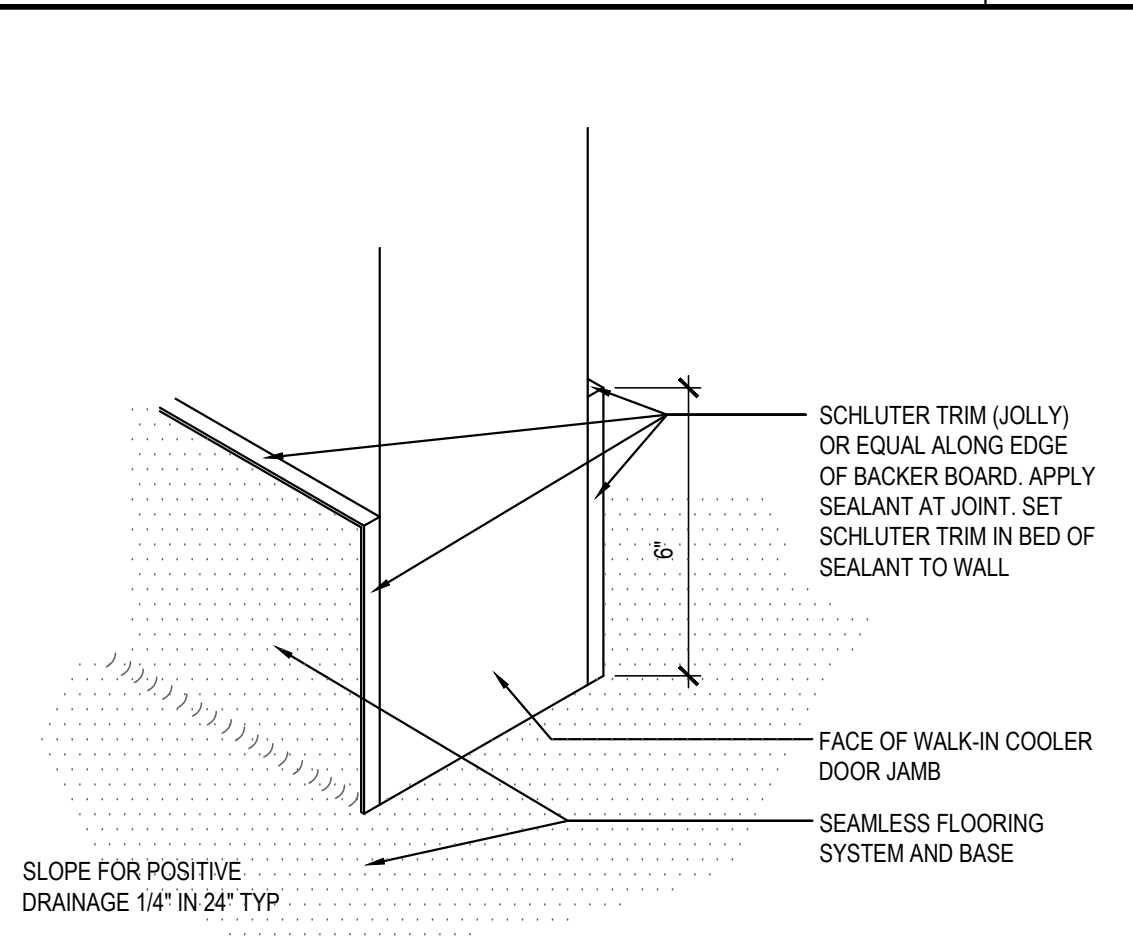 SCHLUTER TRIM (JOLLY)
OR EQUAL ALONG EDGE
OF BACKER BOARD. APPLY
SEALANT AT JOINT. SET
SCHLUTER TRIM IN BED OF
SEALANT TO WALL
6"
FACE OF WALK-IN COOLER
DOOR JAMB
SEAMLESS FLOORING
SYSTEM AND BASE
SLOPE FOR POSITIVE
DRAINAGE 1/4" IN 24" TYP